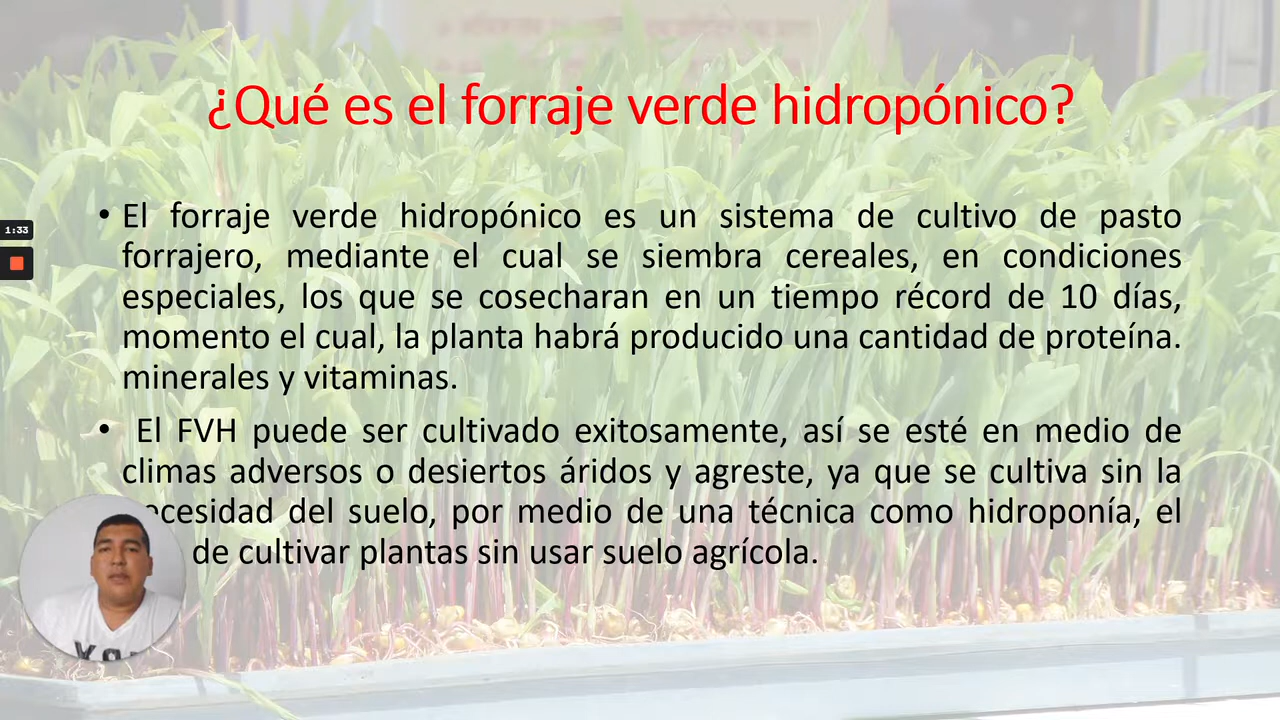 ¿Qué es el forraje verde hidropónico?
• El forraje verde hidropónico es un sistema de cultivo de pasto
forrajero, mediante el cual se siembra cereales, en condiciones
especiales, los que se cosecharan en un tiempo récord de 10 días,
momento el cual, la planta habrá producido una cantidad de proteína.
minerales y vitaminas.
• El FVH puede ser cultivado exitosamente, así se esté en medio de
climas adversos o desiertos áridos y agreste, ya que se cultiva sin la
ecesidad del suelo, por medio de una técnica como hidroponía, el
de cultivar plantas sin usar suelo agrícola.
1:33